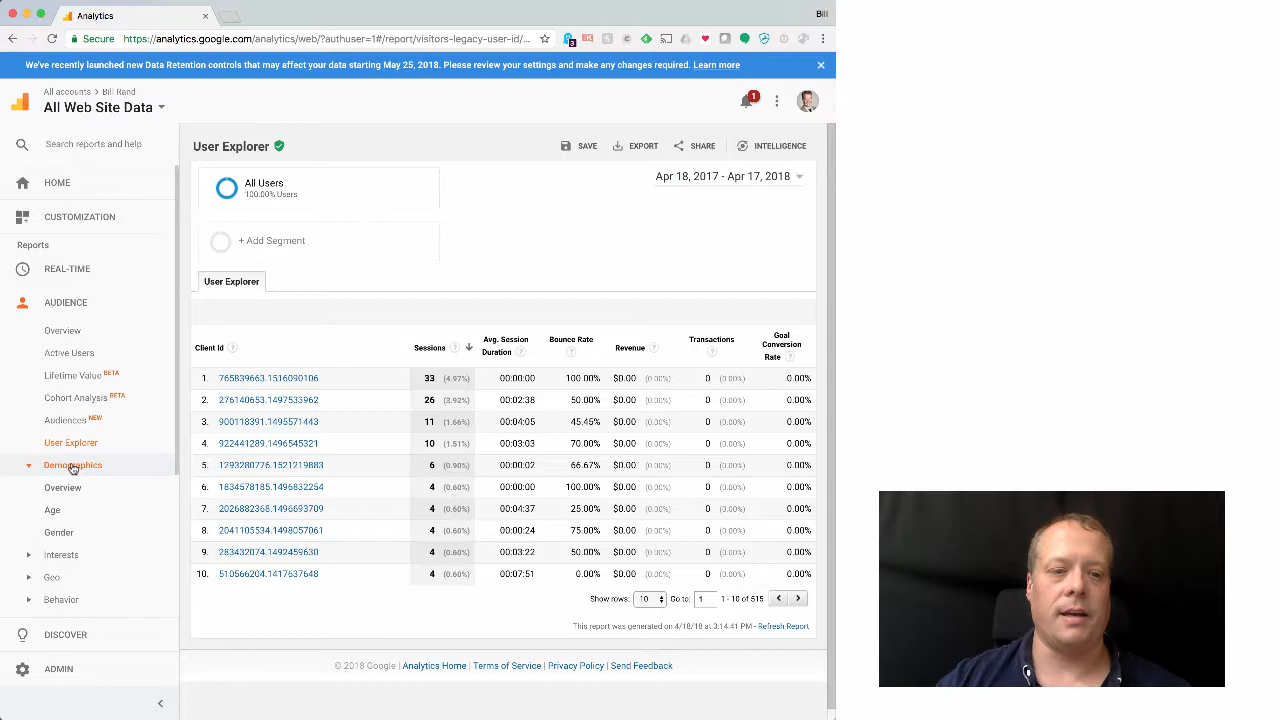 Analytics
Bill
Secure https://analytics.google.com/analytics/web/?authuser=1#/report/visitors-legacy-user-id/...
We've recently launched new Data Retention controls that may affect your data starting May 25, 2018. Please review your settings and make any changes required. Learn more
All accounts > Bill Rand
All Web Site Data
1
Search reports and help
HOME
CUSTOMIZATION
Reports
REAL-TIME
AUDIENCE
Overview
Active Users
Lifetime Value BETA
Cohort Analysis BETA
Audiences NEW
User Explorer
Demographics
Overview
Age
Gender
Interests
Geo
Behavior
DISCOVER
ADMIN
User Explorer
SAVE EXPORT SHARE INTELLIGENCE
All Users
100.00% Users
Apr 18, 2017 - Apr 17, 2018
+ Add Segment
User Explorer
Client Id Sessions Avg. Session Duration Bounce Rate Revenue Transactions Goal Conversion Rate
1. 765839663.1516090106 33 (4.97%) 00:00:00 100.00% $0.00 (0.00%) 0 (0.00%) 0.00%
2. 276140653.1497533962 26 (3.92%) 00:02:38 50.00% $0.00 (0.00%) 0 (0.00%) 0.00%
3. 900118391.1495571443 11 (1.66%) 00:04:05 45.45% $0.00 (0.00%) 0 (0.00%) 0.00%
4. 922441289.1496545321 10 (1.51%) 00:03:03 70.00% $0.00 (0.00%) 0 (0.00%) 0.00%
5. 1293280776.1521219883 6 (0.90%) 00:00:02 66.67% $0.00 (0.00%) 0 (0.00%) 0.00%
6. 1834578185.1496832254 4 (0.60%) 00:00:00 100.00% $0.00 (0.00%) 0 (0.00%) 0.00%
7. 2026882368.1496693709 4 (0.60%) 00:04:37 25.00% $0.00 (0.00%) 0 (0.00%) 0.00%
8. 2041105534.1498057061 4 (0.60%) 00:00:24 75.00% $0.00 (0.00%) 0 (0.00%) 0.00%
9. 283432074.1492459630 4 (0.60%) 00:03:22 50.00% $0.00 (0.00%) 0 (0.00%) 0.00%
10. 510566204.1417637648 4 (0.60%) 00:07:51 0.00% $0.00 (0.00%) 0 (0.00%) 0.00%
Show rows: 10 Go to: 1 1 - 10 of 515
This report was generated on 4/18/18 at 3:14:41 PM - Refresh Report
© 2018 Google | Analytics Home | Terms of Service | Privacy Policy | Send Feedback